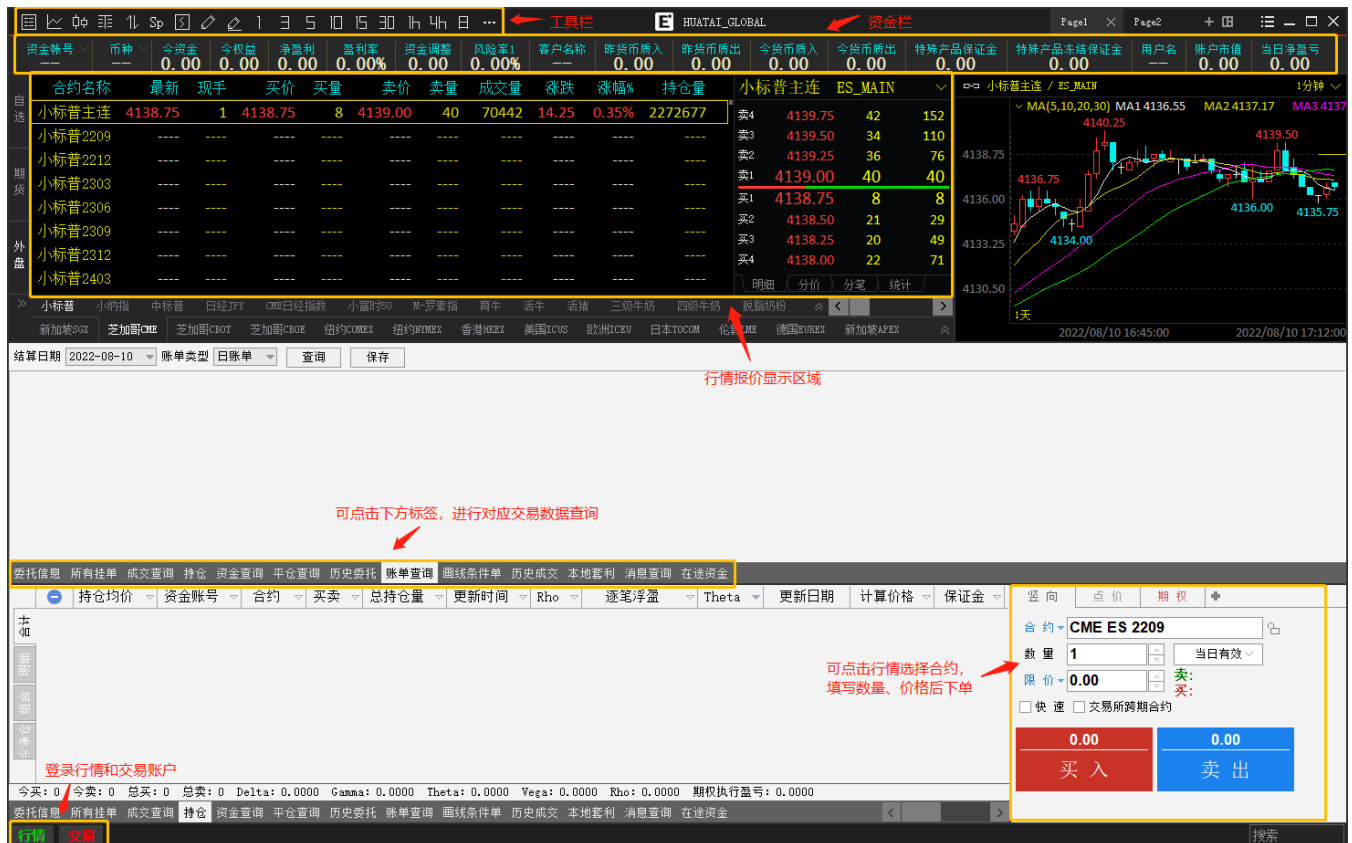 Sp 1 3 5 10 15 30 1h 4h 日 ··· 工具栏 E HUATAI_GLOBAL 资金栏 Page1 × Page2 +
资金帐号 币种 今资金 今权益 净盈利 盈利率 资金调整 风险率1 客户名称 昨货币质入 昨货币质出 今货币质入 今货币质出 特殊产品保证金 特殊产品冻结保证金 用户名 账户市值 当日净盈亏
-- -- 0.00 0.00 0.00 0.00% 0.00 0.00% -- 0.00 0.00 0.00 0.00 0.00 0.00 -- 0.00 0.00
自选
期货
外盘
合约名称 最新 现手 买价 买量 卖价 卖量 成交量 涨跌 涨幅% 持仓量
小标普主连 4138.75 1 4138.75 8 4139.00 40 70442 14.25 0.35% 2272677
小标普2209 ---- ---- ---- ---- ---- ---- ---- ---- ---- ----
小标普2212 ---- ---- ---- ---- ---- ---- ---- ---- ---- ----
小标普2303 ---- ---- ---- ---- ---- ---- ---- ---- ---- ----
小标普2306 ---- ---- ---- ---- ---- ---- ---- ---- ---- ----
小标普2309 ---- ---- ---- ---- ---- ---- ---- ---- ---- ----
小标普2312 ---- ---- ---- ---- ---- ---- ---- ---- ---- ----
小标普2403 ---- ---- ---- ---- ---- ---- ---- ---- ---- ----
小标普主连 ES_MAIN
卖4 4139.75 42 152
卖3 4139.50 34 110
卖2 4139.25 36 76
卖1 4139.00 40 40
买1 4138.75 8 8
买2 4138.50 21 29
买3 4138.25 20 49
买4 4138.00 22 71
明细 分价 分笔 统计
小标普主连 / ES_MAIN 1分钟
MA(5,10,20,30) MA1 4136.55 MA2 4137.17 MA3 4137
4140.25
4139.50
4138.75
4136.75
4136.00
4136.00
4135.75
4134.00
4133.25
4130.50
1天
2022/08/10 16:45:00 2022/08/10 17:12:00
小标普 小纳指 中标普 日经JPY CME日经指数 小富时50 M-罗素指 育牛 活牛 活猪 三级牛奶 四级牛奶 脱脂奶粉
新加坡SGX 芝加哥CME 芝加哥CBOT 芝加哥CBOE 纽约COMEX 纽约NYMEX 香港HKEX 美国ICUS 欧洲ICEU 日本TOCOM 伦敦LME 德国EUREX 新加坡APEX
结算日期 2022-08-10 账单类型 日账单 查询 保存
行情报价显示区域
可点击下方标签，进行对应交易数据查询
委托信息 所有挂单 成交查询 持仓 资金查询 平仓查询 历史委托 账单查询 画线条件单 历史成交 本地套利 消息查询 在途资金
持仓均价 资金账号 合约 买卖 总持仓量 更新时间 Rho 逐笔浮盈 Theta 更新日期 计算价格 保证金
竖向 点价 期权
合约 CME ES 2209
数量 1 当日有效
限价 0.00 卖:
买:
快速 交易所跨期合约
0.00 0.00
买入 卖出
可点击行情选择合约，
填写数量、价格后下单
登录行情和交易账户
今买: 0 今卖: 0 总买: 0 总卖: 0 Delta: 0.0000 Gamma: 0.0000 Theta: 0.0000 Vega: 0.0000 Rho: 0.0000 期权执行盈亏: 0.0000
委托信息 所有挂单 成交查询 持仓 资金查询 平仓查询 历史委托 账单查询 画线条件单 历史成交 本地套利 消息查询 在途资金
行情 交易 搜索